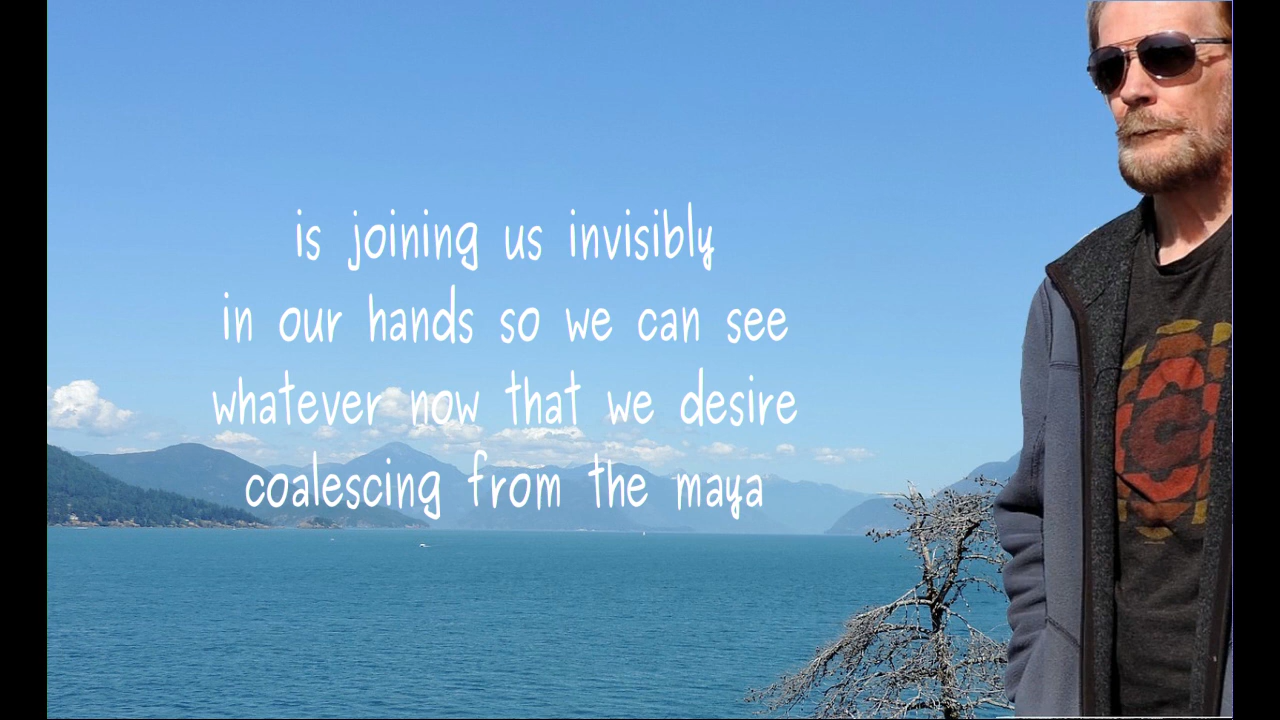 is joining us invisibly
in our hands so we can see
whatever now that we desire
coalescing from the maya